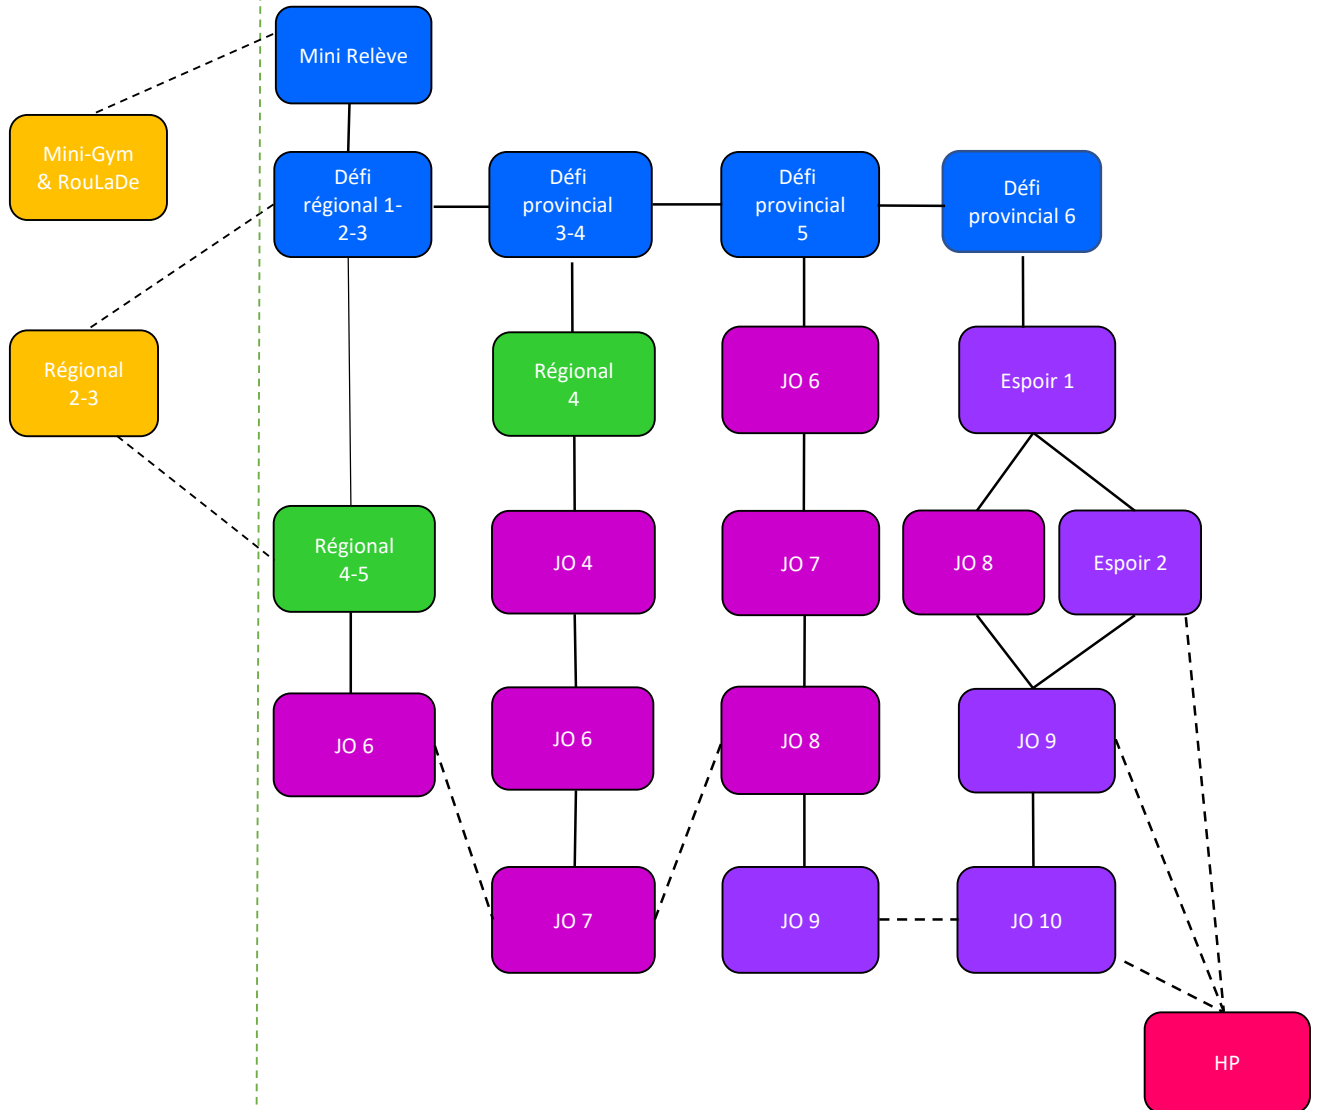 Mini Relève
Mini-Gym
& RouLaDe
Défi
régional 1-
2-3
Défi
provincial
3-4
Défi
provincial
5
Défi
provincial 6
Régional
2-3
Régional
4
JO 6
Espoir 1
Régional
4-5
JO 4
JO 7
JO 8
Espoir 2
JO 6
JO 6
JO 8
JO 9
JO 7
JO 9
JO 10
HP